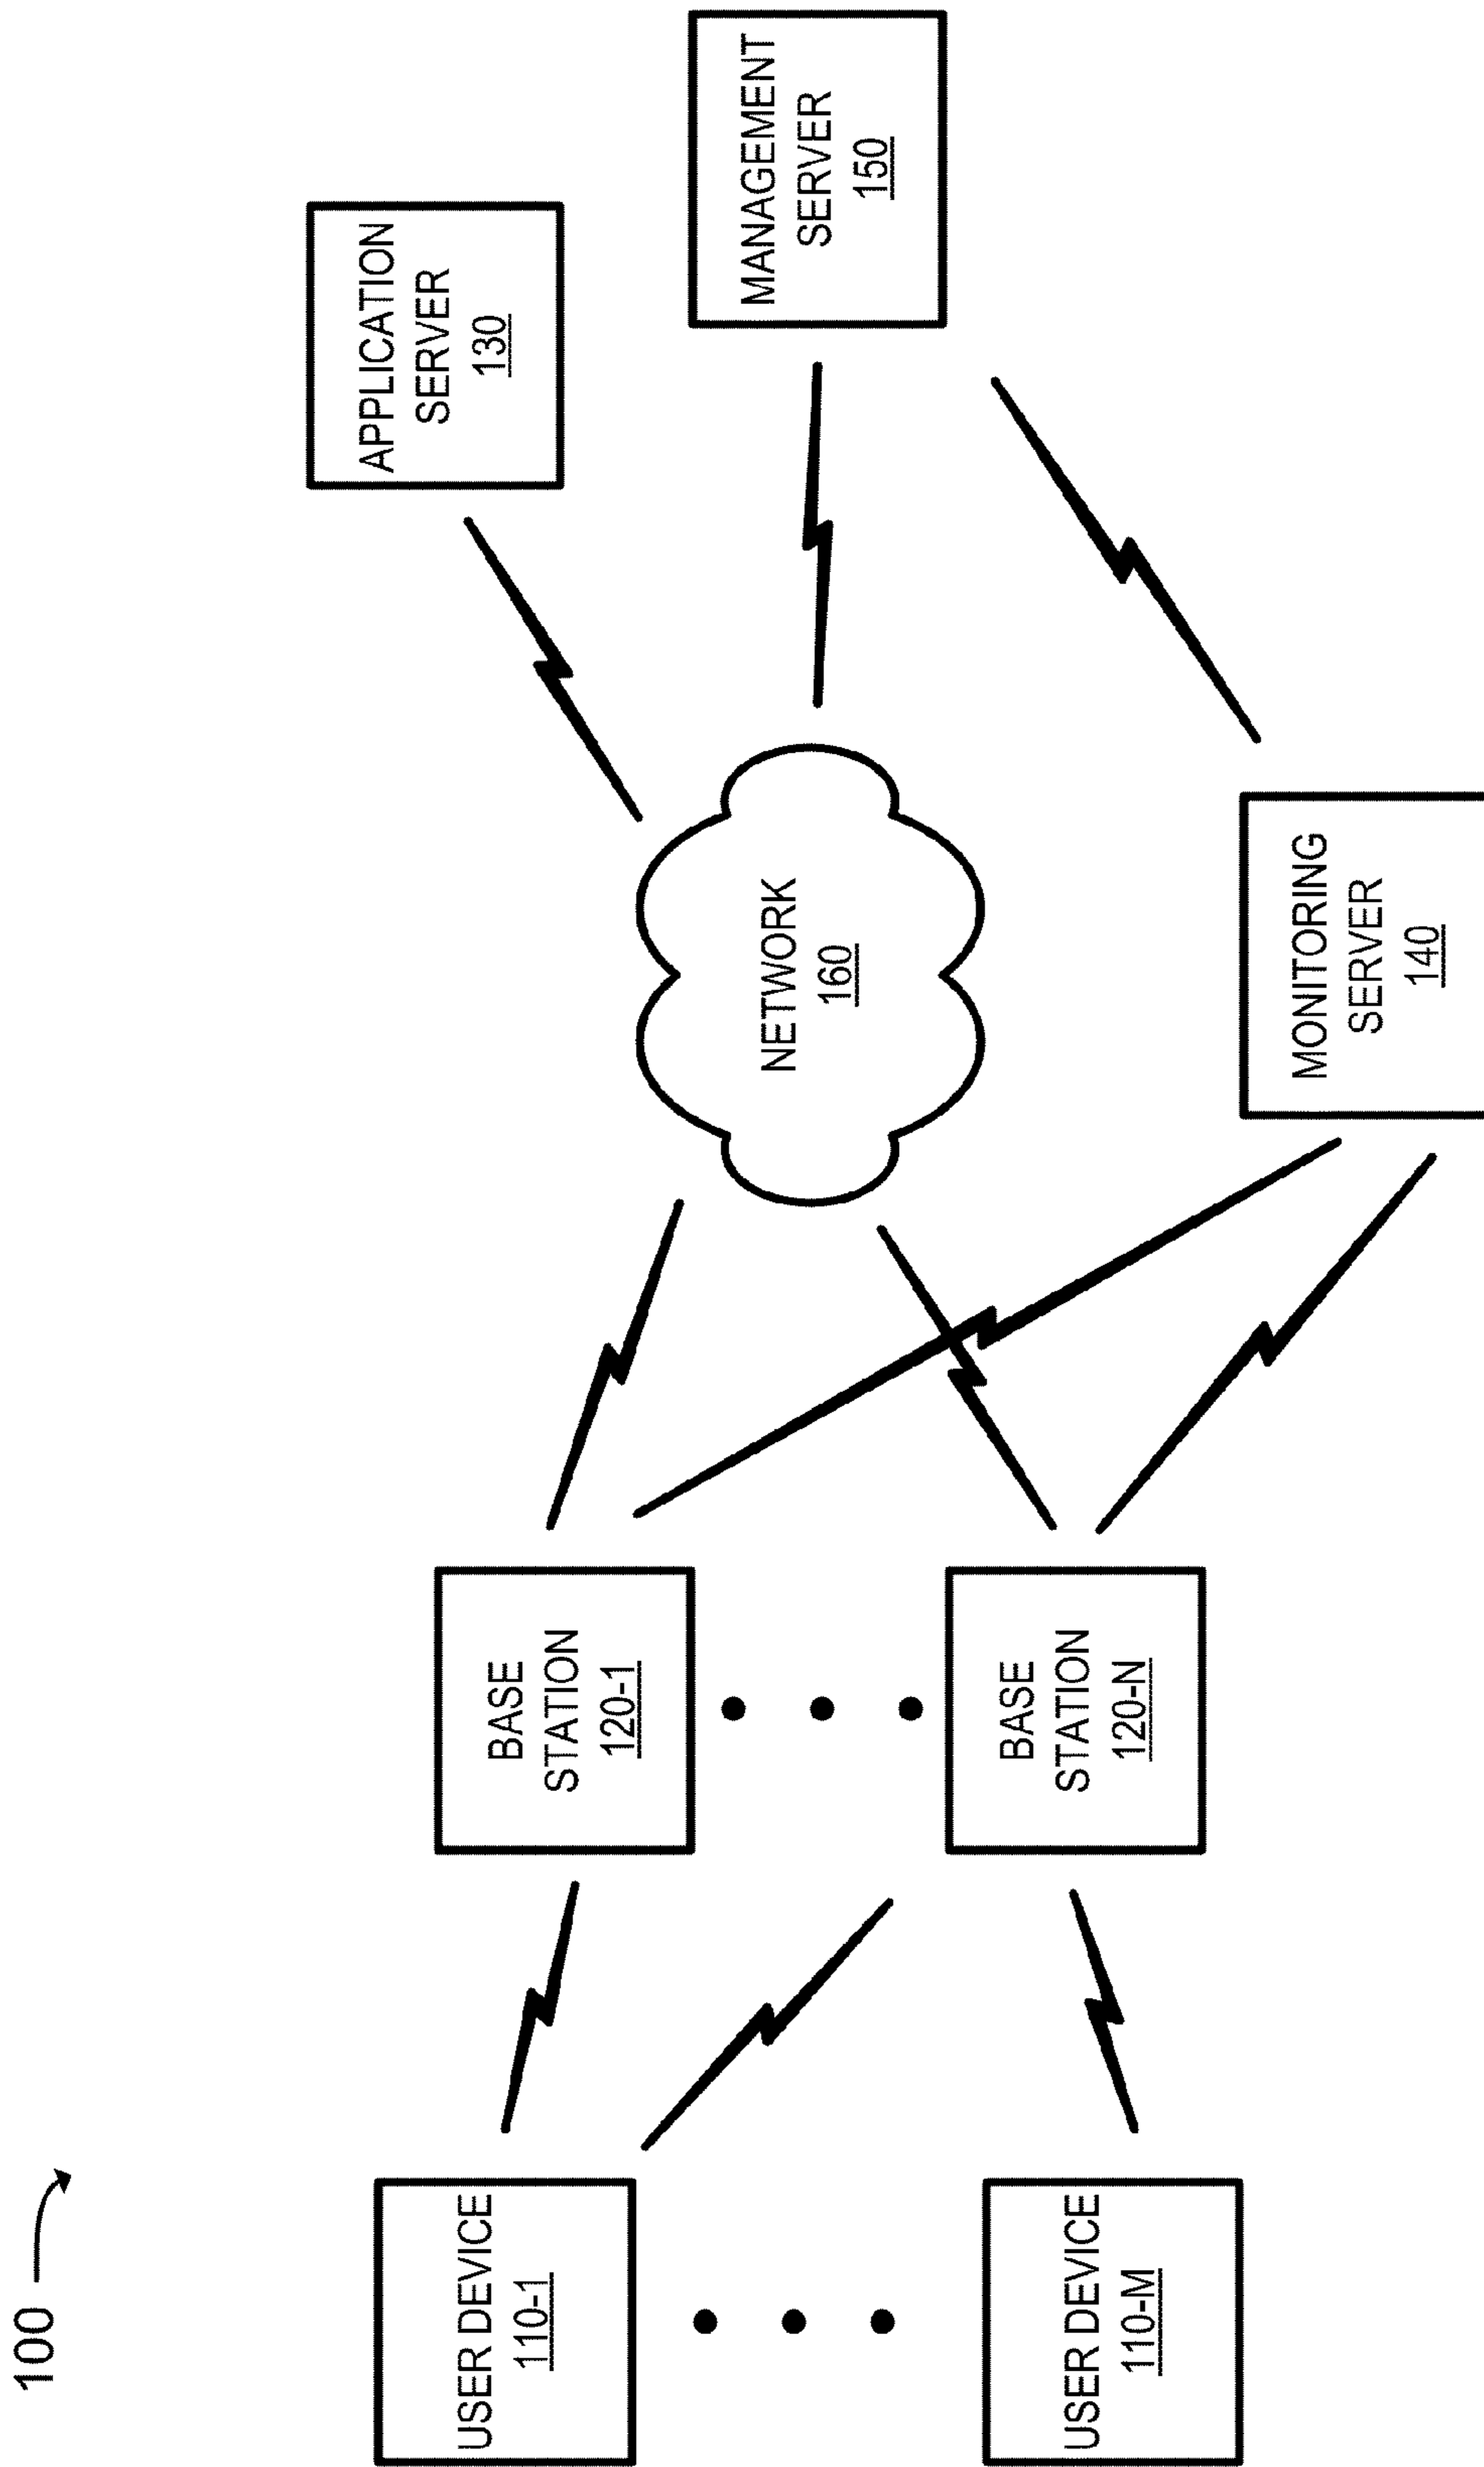 100
APPLICATION
SERVER
130
MANAGEMENT
SERVER
150
USER DEVICE
110-1
BASE
STATION
120-1
NETWORK
160
USER DEVICE
110-M
BASE
STATION
120-N
MONITORING
SERVER
140